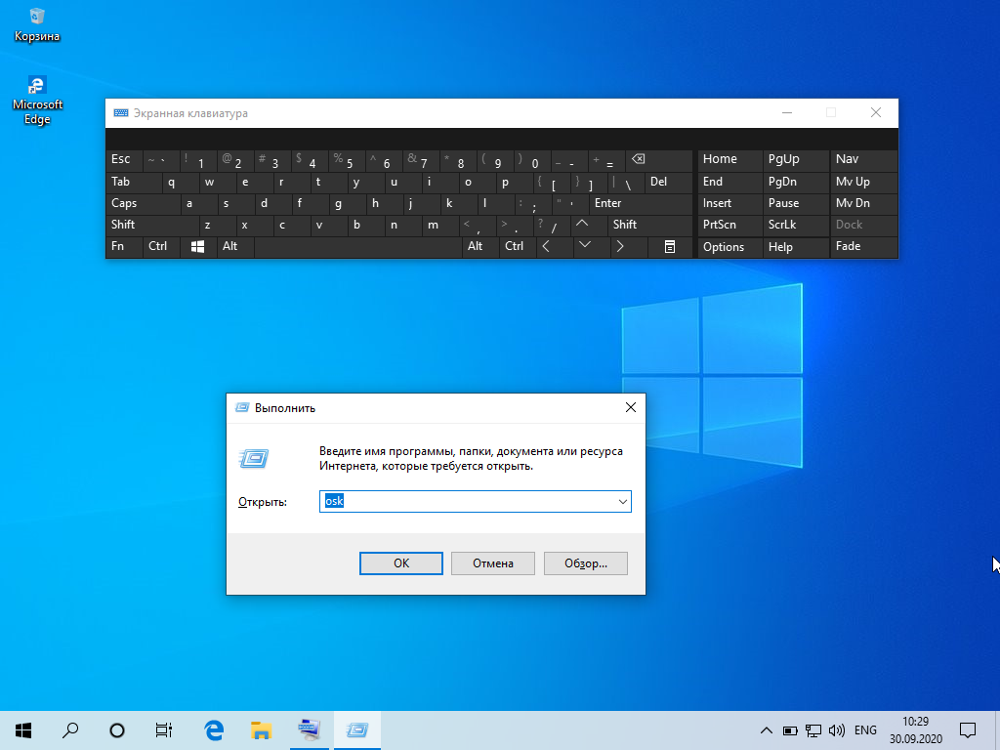 Корзина
Microsoft
Edge
Экранная клавиатура
Esc ~ ` ! 1 @ 2 # 3 $ 4 % 5 ^ 6 & 7 * 8 ( 9 ) 0 _ - + = Home PgUp Nav
Tab q w e r t y u i o p { [ } ] | \ Del End PgDn Mv Up
Caps a s d f g h j k l : ; " ' Enter Insert Pause Mv Dn
Shift z x c v b n m < , > . ? / Shift PrtScn ScrLk Dock
Fn Ctrl Alt Alt Ctrl Options Help Fade
Выполнить
Введите имя программы, папки, документа или ресурса
Интернета, которые требуется открыть.
Открыть: osk
OK Отмена Обзор...
ENG
10:29
30.09.2020